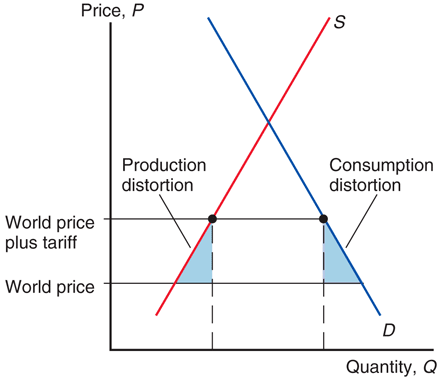 Price, P
S
Production
distortion
Consumption
distortion
World price
plus tariff
World price
D
Quantity, Q